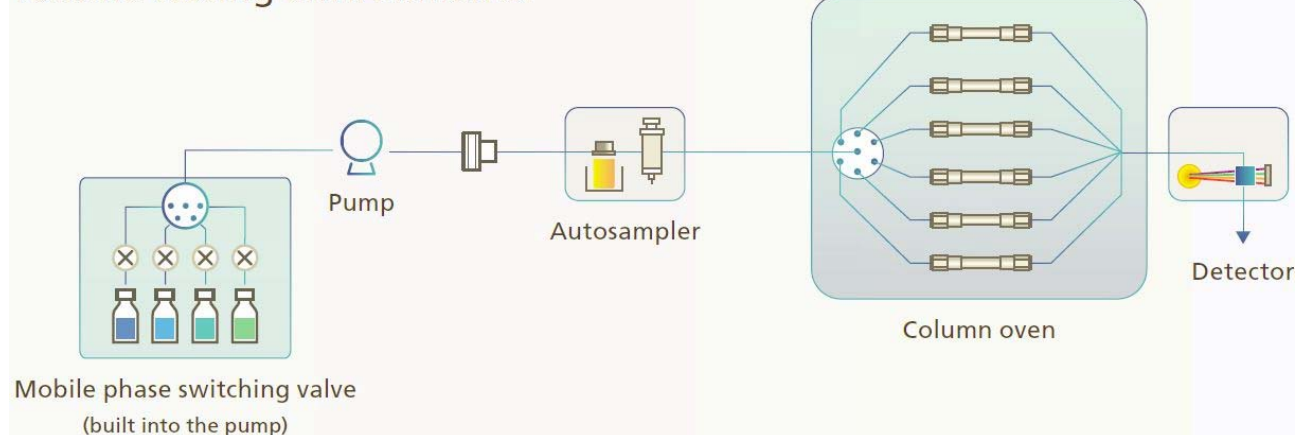 Pump
Autosampler
Detector
Column oven
Mobile phase switching valve
(built into the pump)